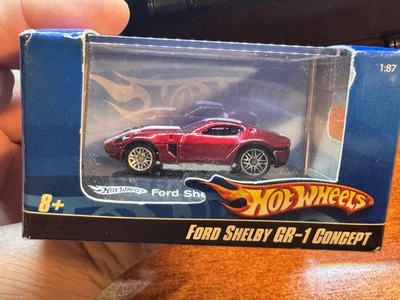 1:87
HOT WHEELS Ford She
8+
HOT WHEELS
FORD SHELBY GR-1 CONCEPT